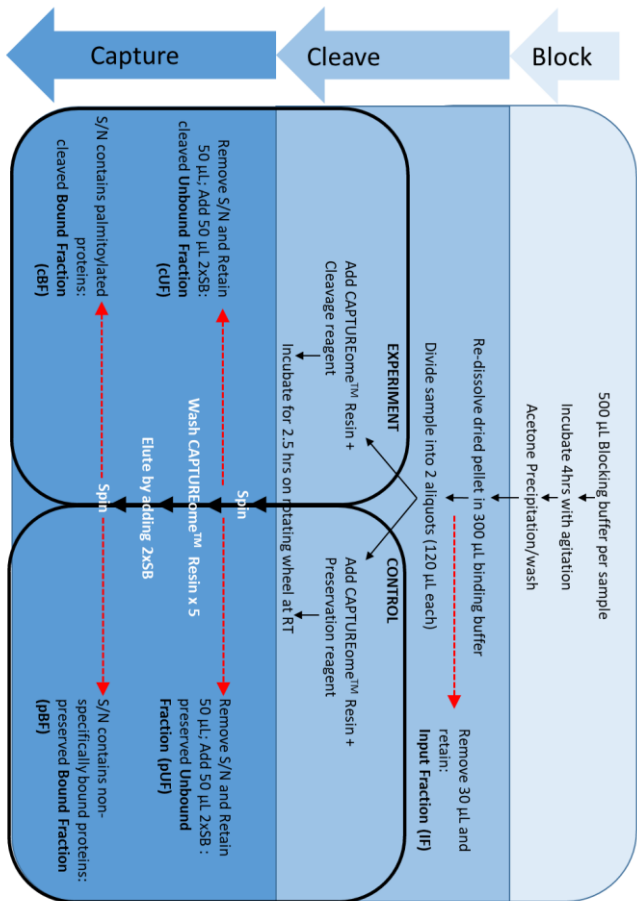 Block
500 µL Blocking buffer per sample
Incubate 4hrs with agitation
Acetone Precipitation/wash
Cleave
Re-dissolve dried pellet in 300 µL binding buffer
Remove 30 µL and
retain:
Input Fraction (IF)
Divide sample into 2 aliquots (120 µL each)
EXPERIMENT
Add CAPTUREome™ Resin +
Cleavage reagent
CONTROL
Add CAPTUREome™ Resin +
Preservation reagent
Incubate for 2.5 hrs on rotating wheel at RT
Capture
Remove S/N and Retain
50 µL; Add 50 µL 2xSB:
cleaved Unbound Fraction
(cUF)
Spin
Remove S/N and Retain
50 µL; Add 50 µL 2xSB :
preserved Unbound
Fraction (pUF)
Wash CAPTUREome™ Resin x 5
Elute by adding 2xSB
S/N contains palmitoylated
proteins:
cleaved Bound Fraction
(cBF)
Spin
S/N contains non-
specifically bound proteins:
preserved Bound Fraction
(pBF)